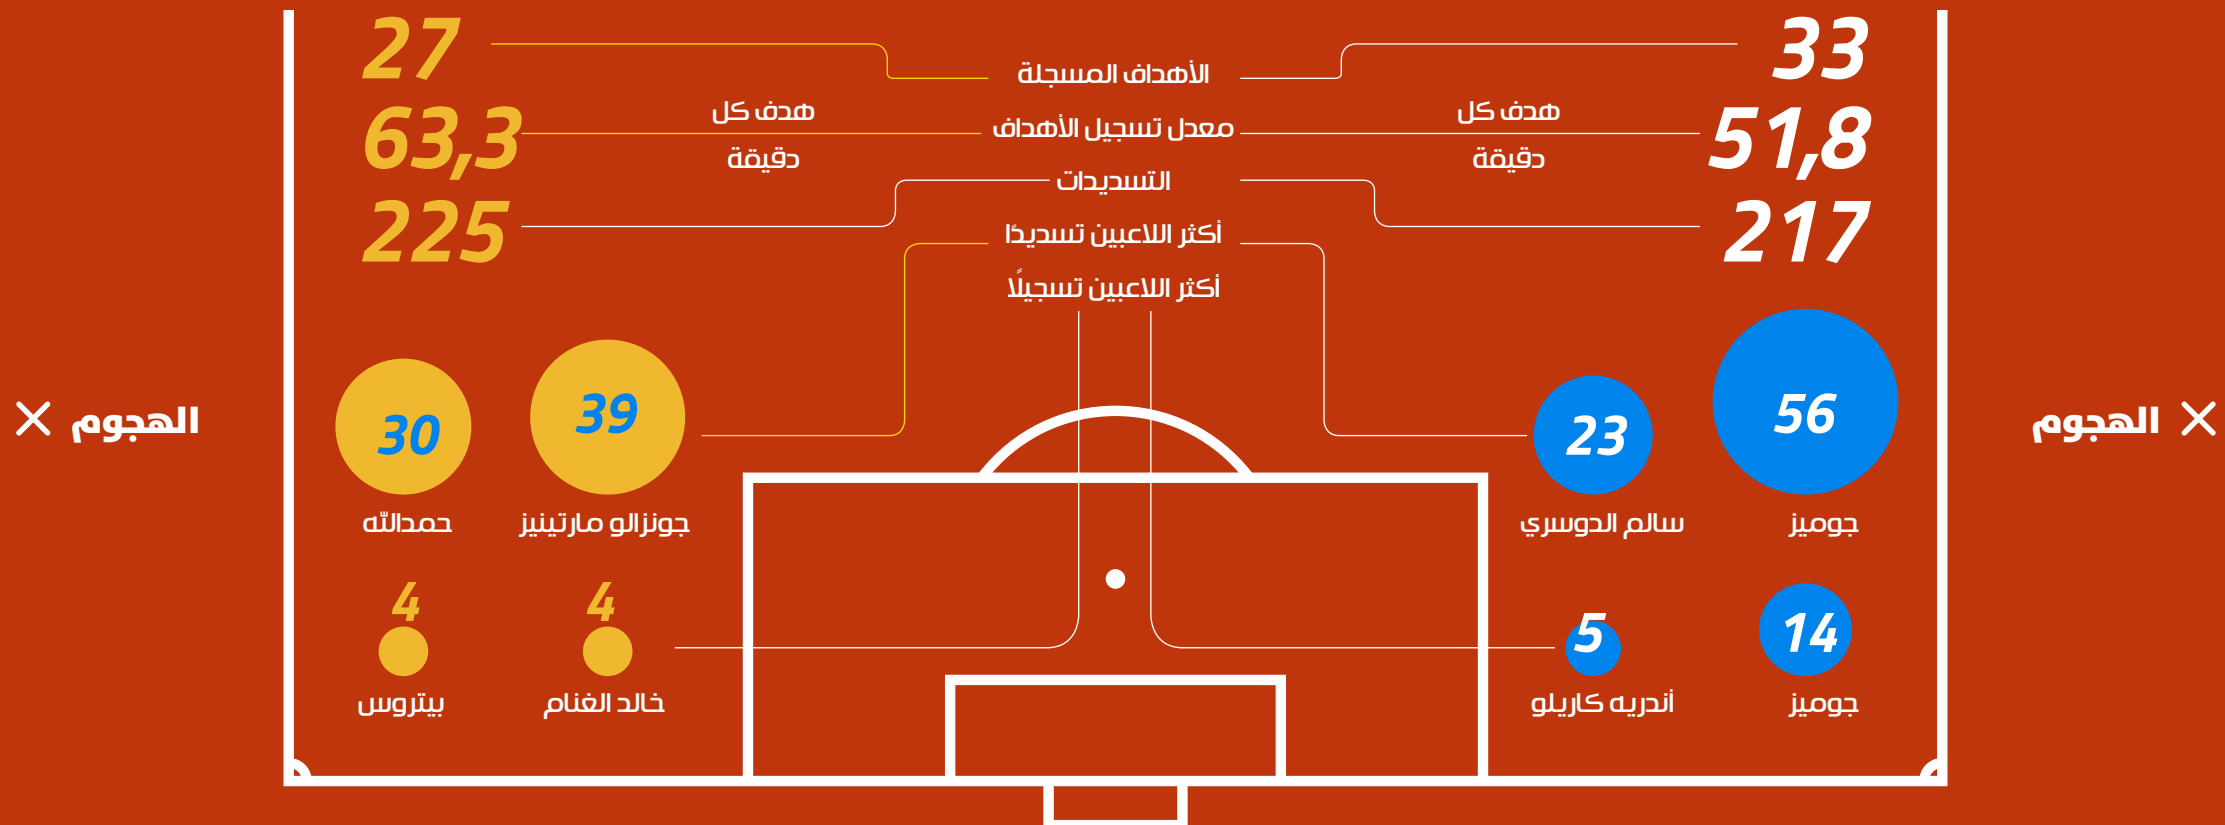 33
الأهداف المسجلة
27
51,8
هدف كل
دقيقة
معدل تسجيل الأهداف
هدف كل
دقيقة
63,3
217
التسديدات
225
أكثر اللاعبين تسديدًا
أكثر اللاعبين تسجيلًا
الهجوم
56
23
39
30
الهجوم
جوميز
سالم الدوسري
جونزالو مارتينيز
حمدالله
14
5
4
4
جوميز
أندريه كاريلو
خالد الغنام
بيتروس